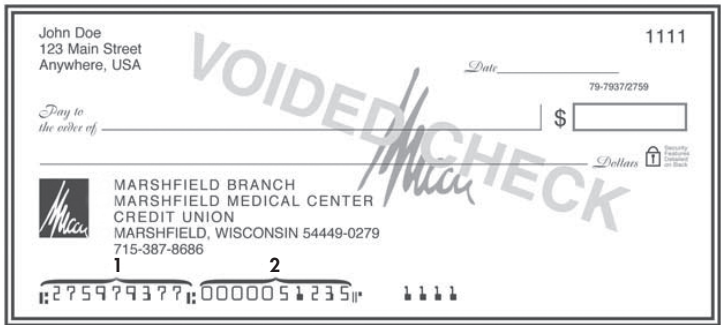 John Doe
123 Main Street
Anywhere, USA
1111
VOIDED CHECK
Date
79-7937/2759
Pay to
the order of
$
Dollars
Security
Features
Detailed
on Back
MARSHFIELD BRANCH
MARSHFIELD MEDICAL CENTER
CREDIT UNION
MARSHFIELD, WISCONSIN 54449-0279
715-387-8686
1 2
⑆275979377⑆ 0000051235⑈ 1111